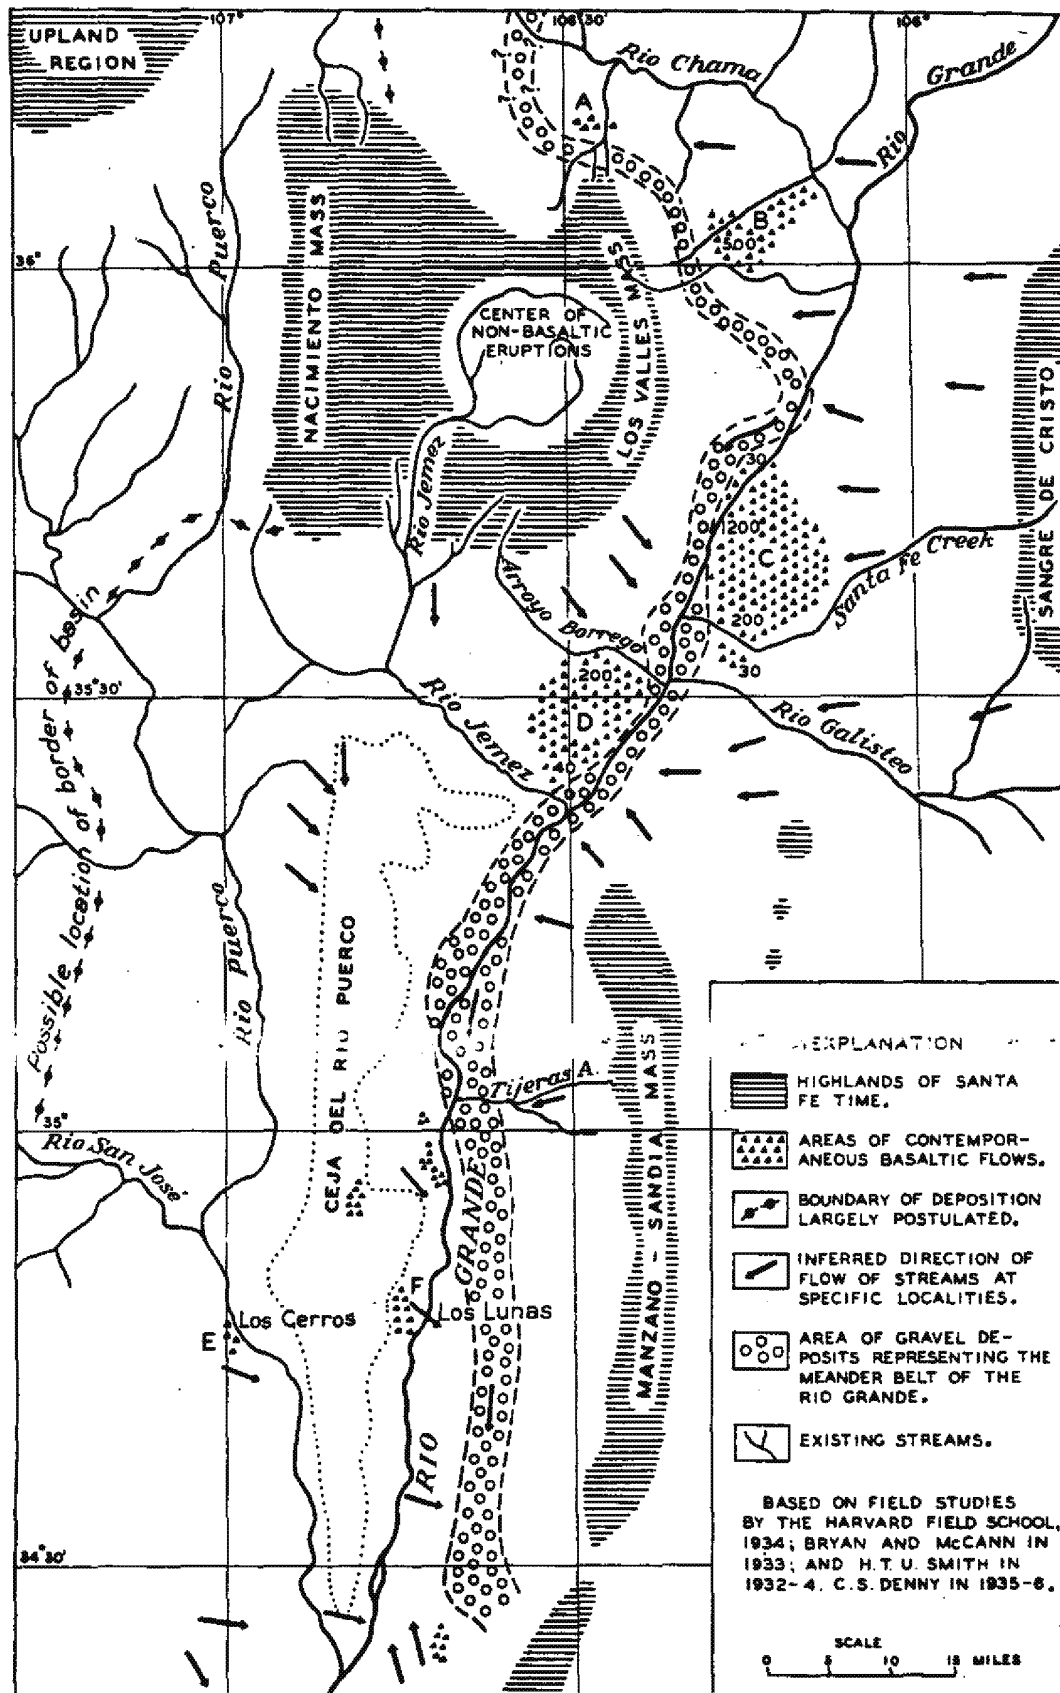 107°
106°30'
106°
UPLAND
REGION
Rio Chama
Rio Grande
?
?
?
?
A
B
500
Rio Puerco
36°
NACIMIENTO MASS
LOS VALLES MASS
CENTER OF
NON-BASALTIC
ERUPTIONS
SANGRE DE CRISTO
Rio Jemez
30
200
C
Santa Fe Creek
Arroyo Borrego
200
30
Possible location of border of basin
35°30'
200
D
40
Rio Jemez
Rio Galisteo
Rio Puerco
CEJA DEL RIO PUERCO
MANZANO - SANDIA MASS
Tijeras A.
35°
Rio San José
RIO GRANDE
E
Los Cerros
F
Los Lunas
34°30'
EXPLANATION
HIGHLANDS OF SANTA
FE TIME.
AREAS OF CONTEMPOR-
ANEOUS BASALTIC FLOWS.
BOUNDARY OF DEPOSITION
LARGELY POSTULATED.
INFERRED DIRECTION OF
FLOW OF STREAMS AT
SPECIFIC LOCALITIES.
AREA OF GRAVEL DE-
POSITS REPRESENTING THE
MEANDER BELT OF THE
RIO GRANDE.
EXISTING STREAMS.
BASED ON FIELD STUDIES
BY THE HARVARD FIELD SCHOOL,
1934; BRYAN AND McCANN IN
1933; AND H.T.U. SMITH IN
1932-4. C.S. DENNY IN 1935-6.
SCALE
0 5 10 15 MILES